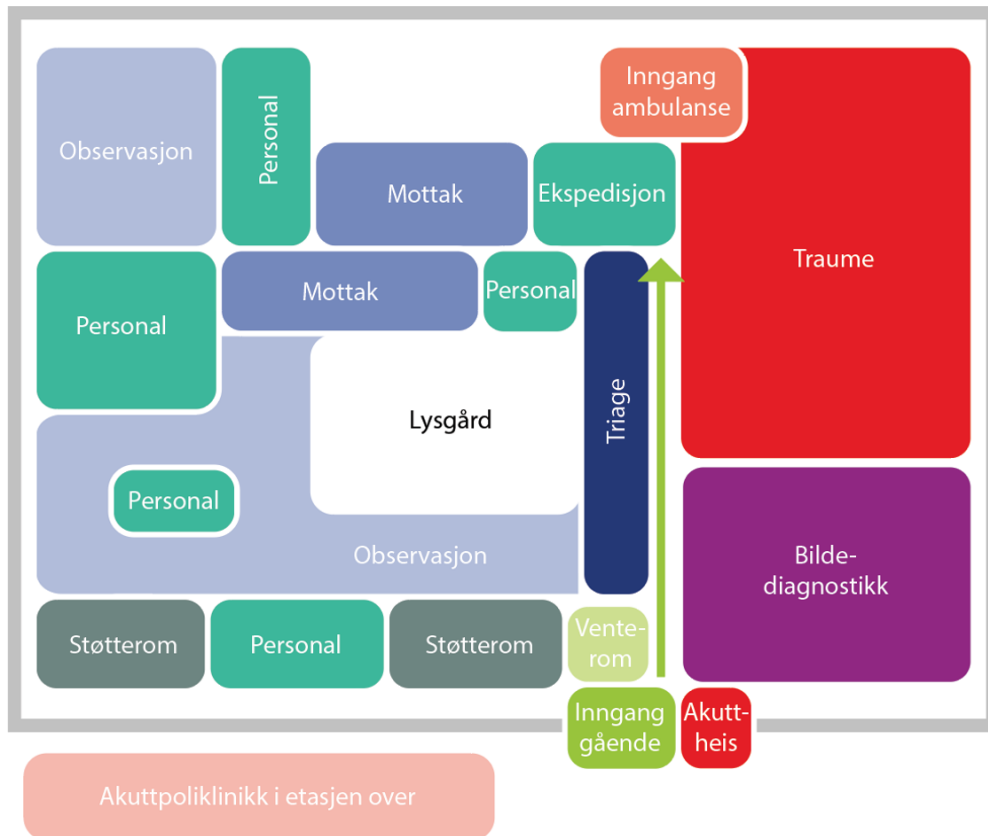 Inngang
ambulanse
Observasjon
Personal
Mottak
Ekspedisjon
Traume
Personal
Mottak
Personal
Triage
Lysgård
Personal
Observasjon
Bilde-
diagnostikk
Støtterom
Personal
Støtterom
Vente-
rom
Inngang
gående
Akutt-
heis
Akuttpoliklinikk i etasjen over